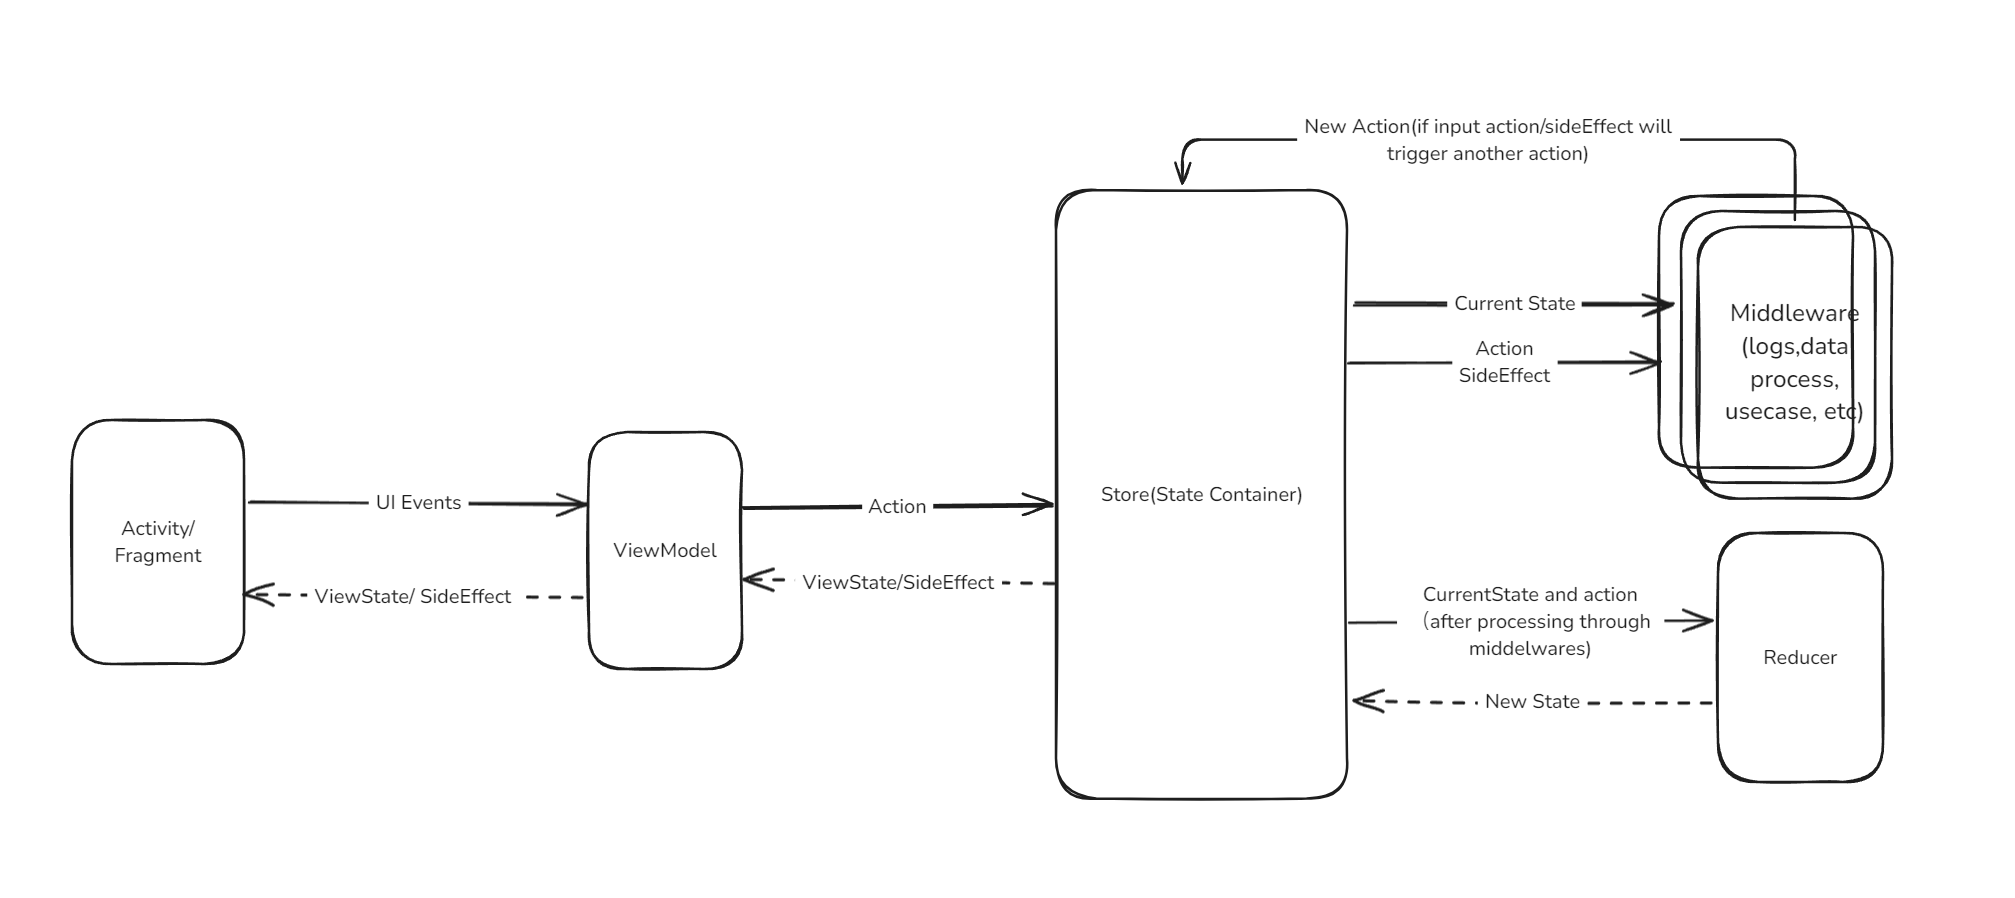 New Action(if input action/sideEffect will
trigger another action)
Current State
Action
SideEffect
Middleware
(logs,data
process,
usecase, etc)
Activity/
Fragment
UI Events
ViewState/ SideEffect
ViewModel
Action
ViewState/SideEffect
Store(State Container)
CurrentState and action
（after processing through
middelwares)
New State
Reducer